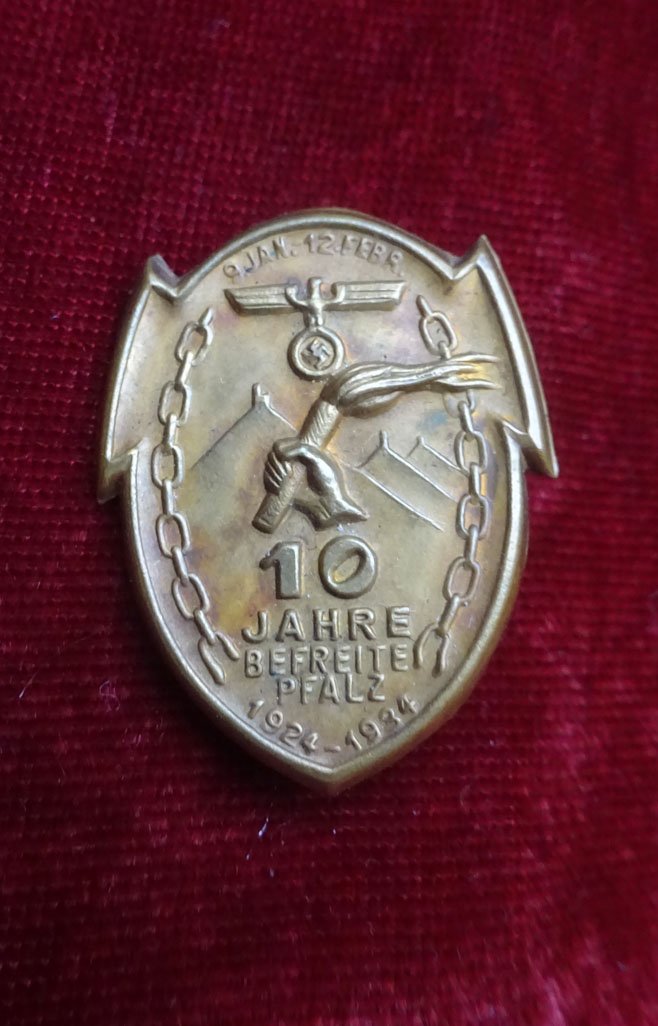 9. JAN. 12. FEBR.
10
JAHRE
BEFREITE
PFALZ
1924-1934